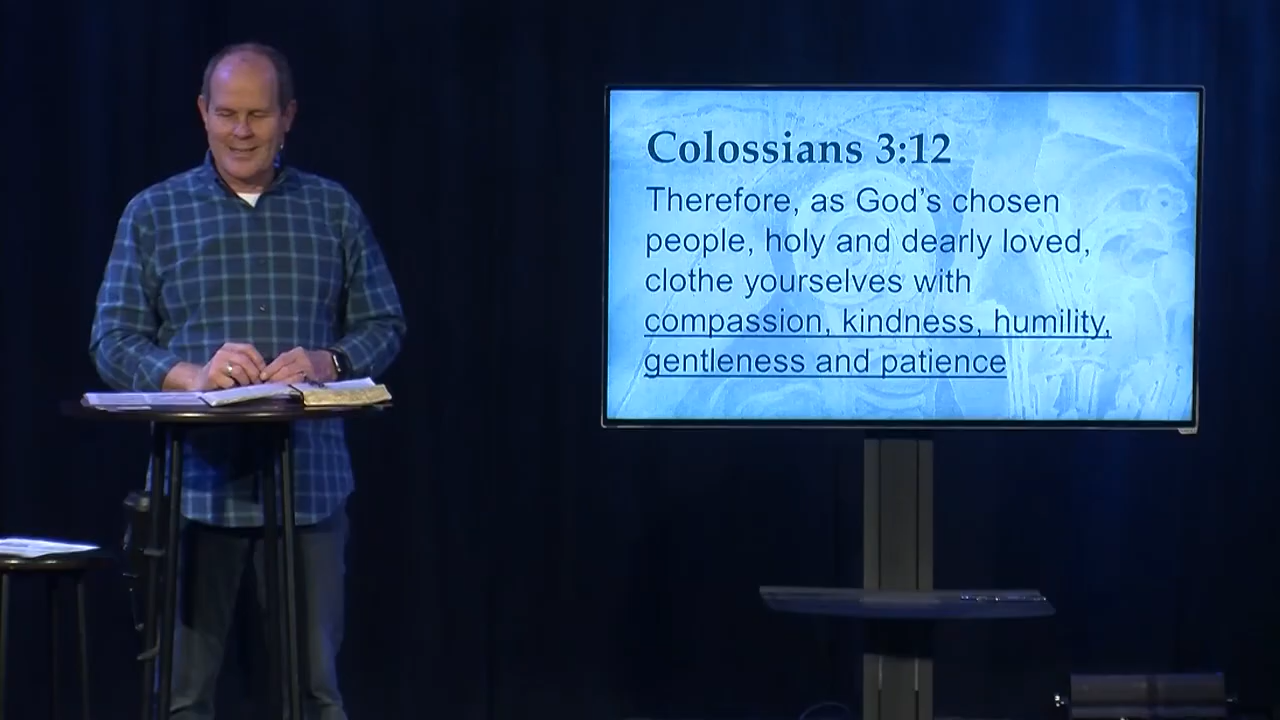 Colossians 3:12
Therefore, as God's chosen
people, holy and dearly loved,
clothe yourselves with
compassion, kindness, humility,
gentleness and patience